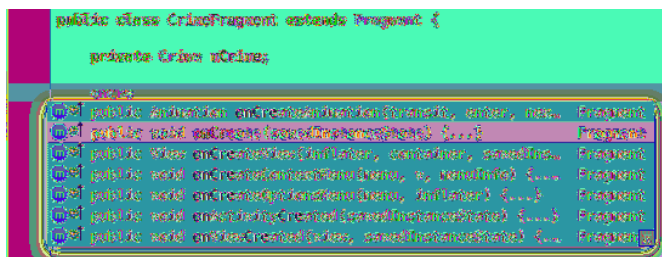 public class CrimeFragment extends Fragment {
private Crime mCrime;
public Animation onCreateAnimation(transit, enter, nex… Fragment
public void onCreate(savedInstanceState) {...} Fragment
public View onCreateView(inflater, container, savedIns… Fragment
public void onCreateContextMenu(menu, v, menuInfo) {... Fragment
public void onCreateOptionsMenu(menu, inflater) {...} Fragment
public void onActivityCreated(savedInstanceState) {...} Fragment
public void onViewCreated(view, savedInstanceState) {... Fragment